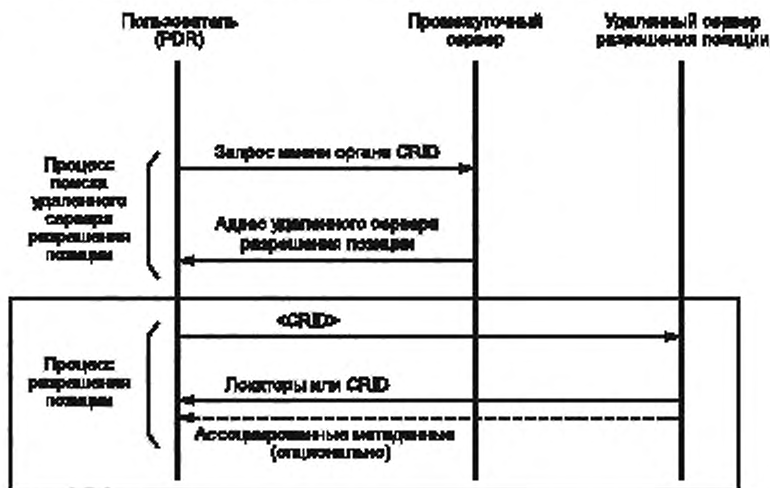 Пользователь
(PDR)
Промежуточный
сервер
Удаленный сервер
разрешения позиции
Процесс
поиска
удаленного
сервера
разрешения
позиции
Запрос имени органа CRID
Адрес удаленного сервера
разрешения позиции
Процесс
разрешения
позиции
«CRID»
Локаторы или CRID
Ассоциированные метаданные
(опционально)